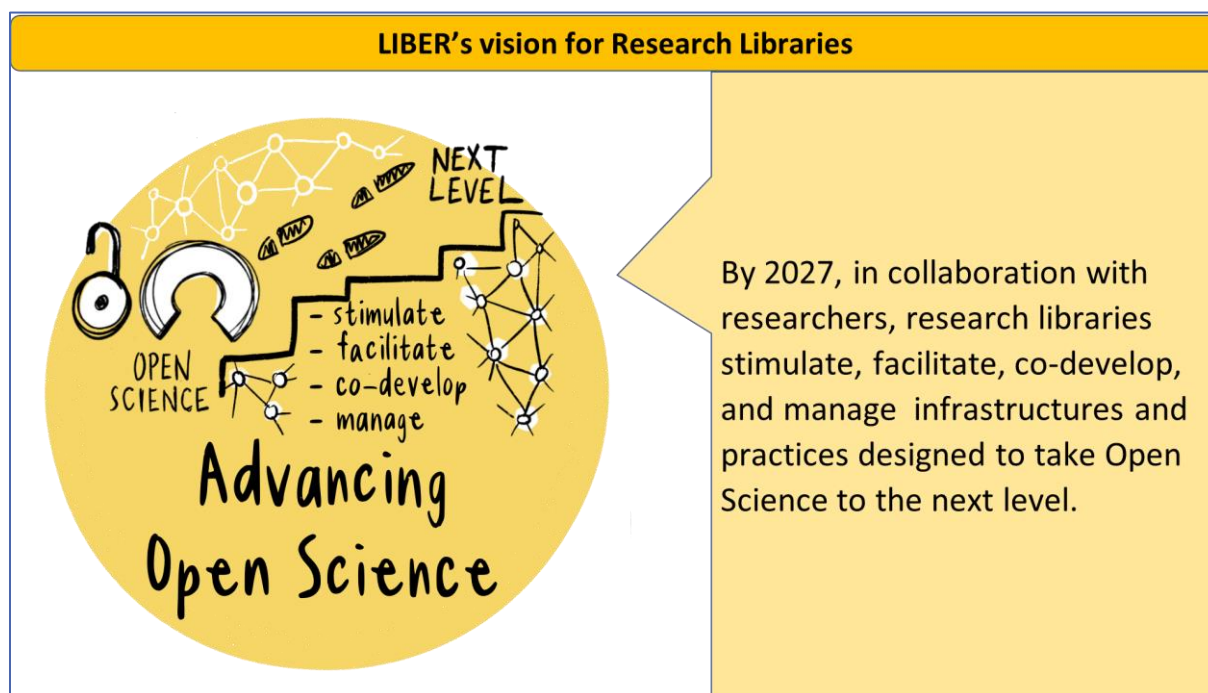 LIBER’s vision for Research Libraries
NEXT
LEVEL
OPEN
SCIENCE
- stimulate
- facilitate
- co-develop
- manage
Advancing
Open Science
By 2027, in collaboration with
researchers, research libraries
stimulate, facilitate, co-develop,
and manage infrastructures and
practices designed to take Open
Science to the next level.